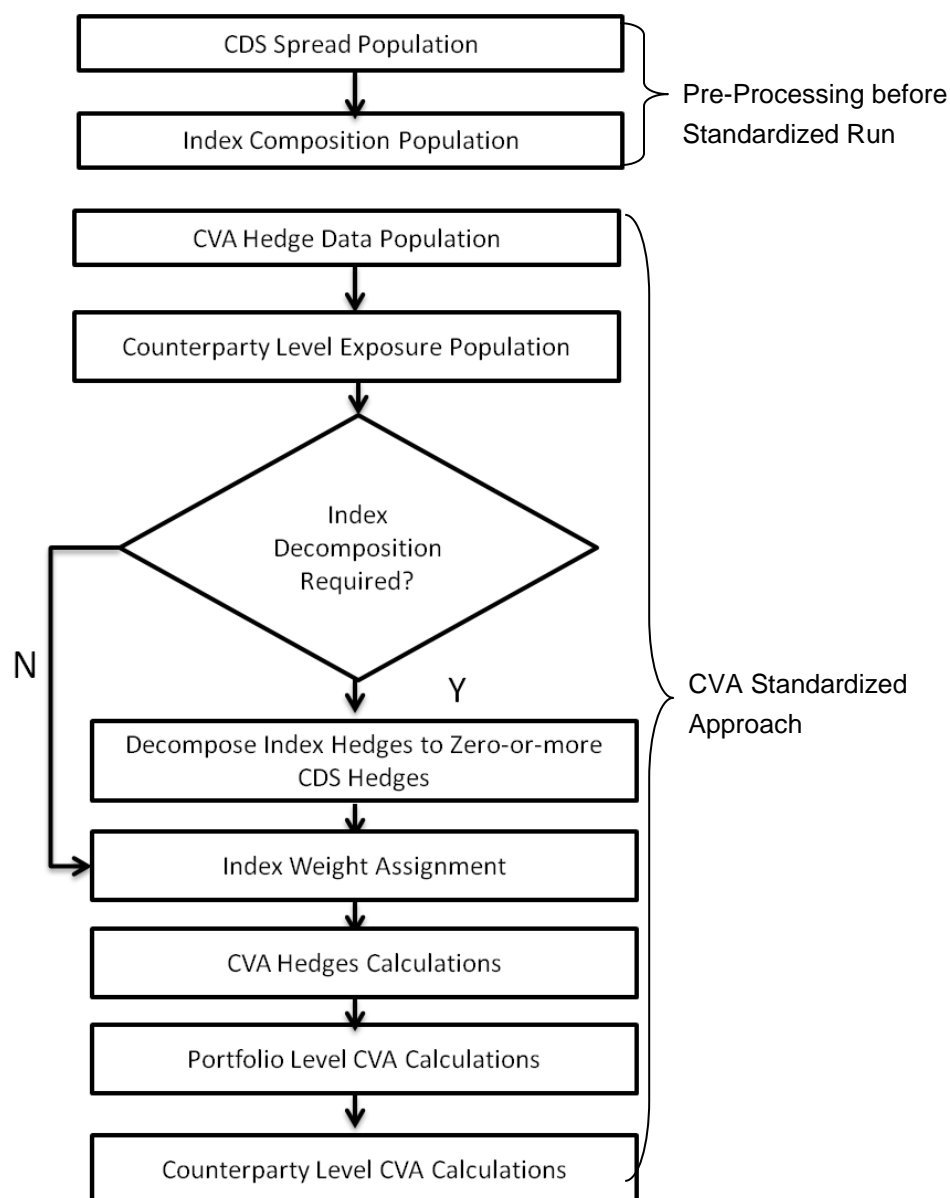 CDS Spread Population
Index Composition Population
Pre-Processing before
Standardized Run
CVA Hedge Data Population
Counterparty Level Exposure Population
Index
Decomposition
Required?
N
Y
CVA Standardized
Approach
Decompose Index Hedges to Zero-or-more
CDS Hedges
Index Weight Assignment
CVA Hedges Calculations
Portfolio Level CVA Calculations
Counterparty Level CVA Calculations